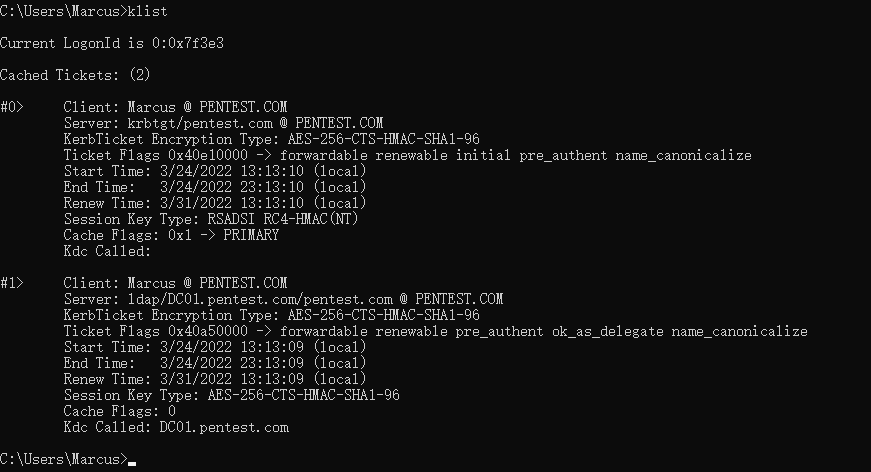 C:\Users\Marcus>klist
Current LogonId is 0:0x7f3e3
Cached Tickets: (2)
#0>     Client: Marcus @ PENTEST.COM
        Server: krbtgt/pentest.com @ PENTEST.COM
        KerbTicket Encryption Type: AES-256-CTS-HMAC-SHA1-96
        Ticket Flags 0x40e10000 -> forwardable renewable initial pre_authent name_canonicalize
        Start Time: 3/24/2022 13:13:10 (local)
        End Time:   3/24/2022 23:13:10 (local)
        Renew Time: 3/31/2022 13:13:10 (local)
        Session Key Type: RSADSI RC4-HMAC(NT)
        Cache Flags: 0x1 -> PRIMARY
        Kdc Called:
#1>     Client: Marcus @ PENTEST.COM
        Server: ldap/DC01.pentest.com/pentest.com @ PENTEST.COM
        KerbTicket Encryption Type: AES-256-CTS-HMAC-SHA1-96
        Ticket Flags 0x40a50000 -> forwardable renewable pre_authent ok_as_delegate name_canonicalize
        Start Time: 3/24/2022 13:13:09 (local)
        End Time:   3/24/2022 23:13:09 (local)
        Renew Time: 3/31/2022 13:13:09 (local)
        Session Key Type: AES-256-CTS-HMAC-SHA1-96
        Cache Flags: 0
        Kdc Called: DC01.pentest.com
C:\Users\Marcus>